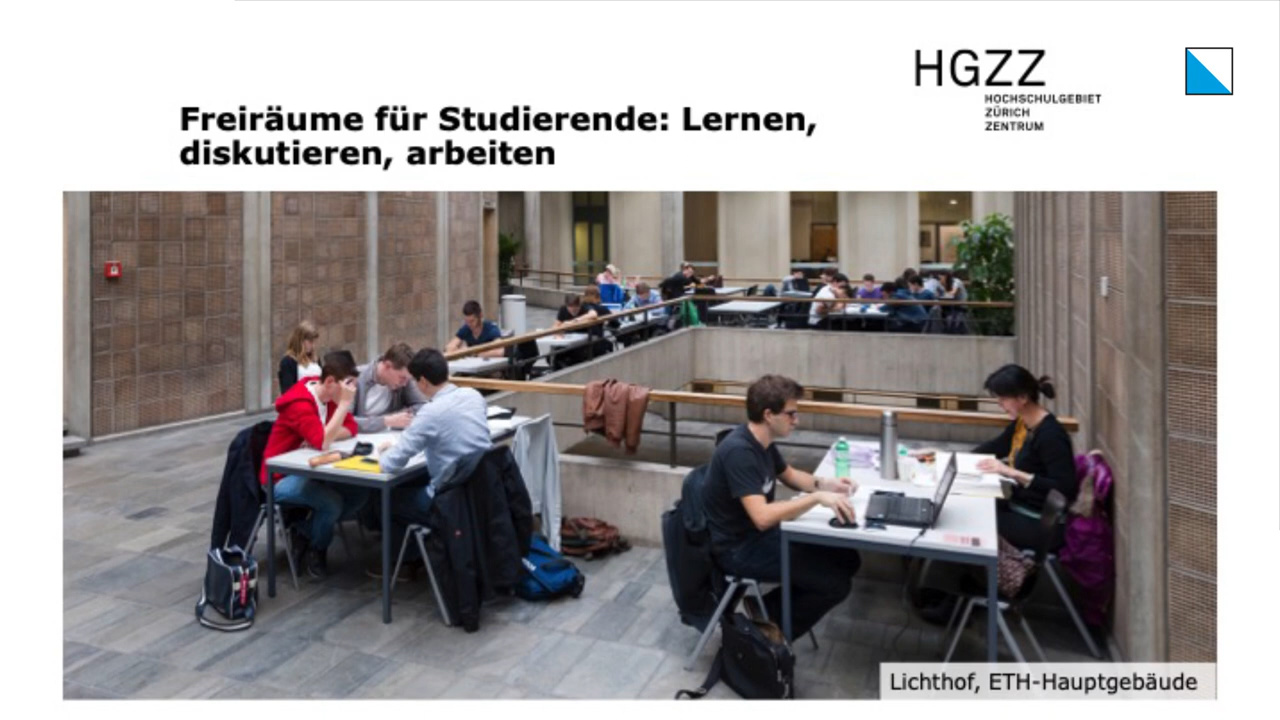 HGZZ
HOCHSCHULGEBIET
ZÜRICH
ZENTRUM
Freiräume für Studierende: Lernen,
diskutieren, arbeiten
Lichthof, ETH-Hauptgebäude